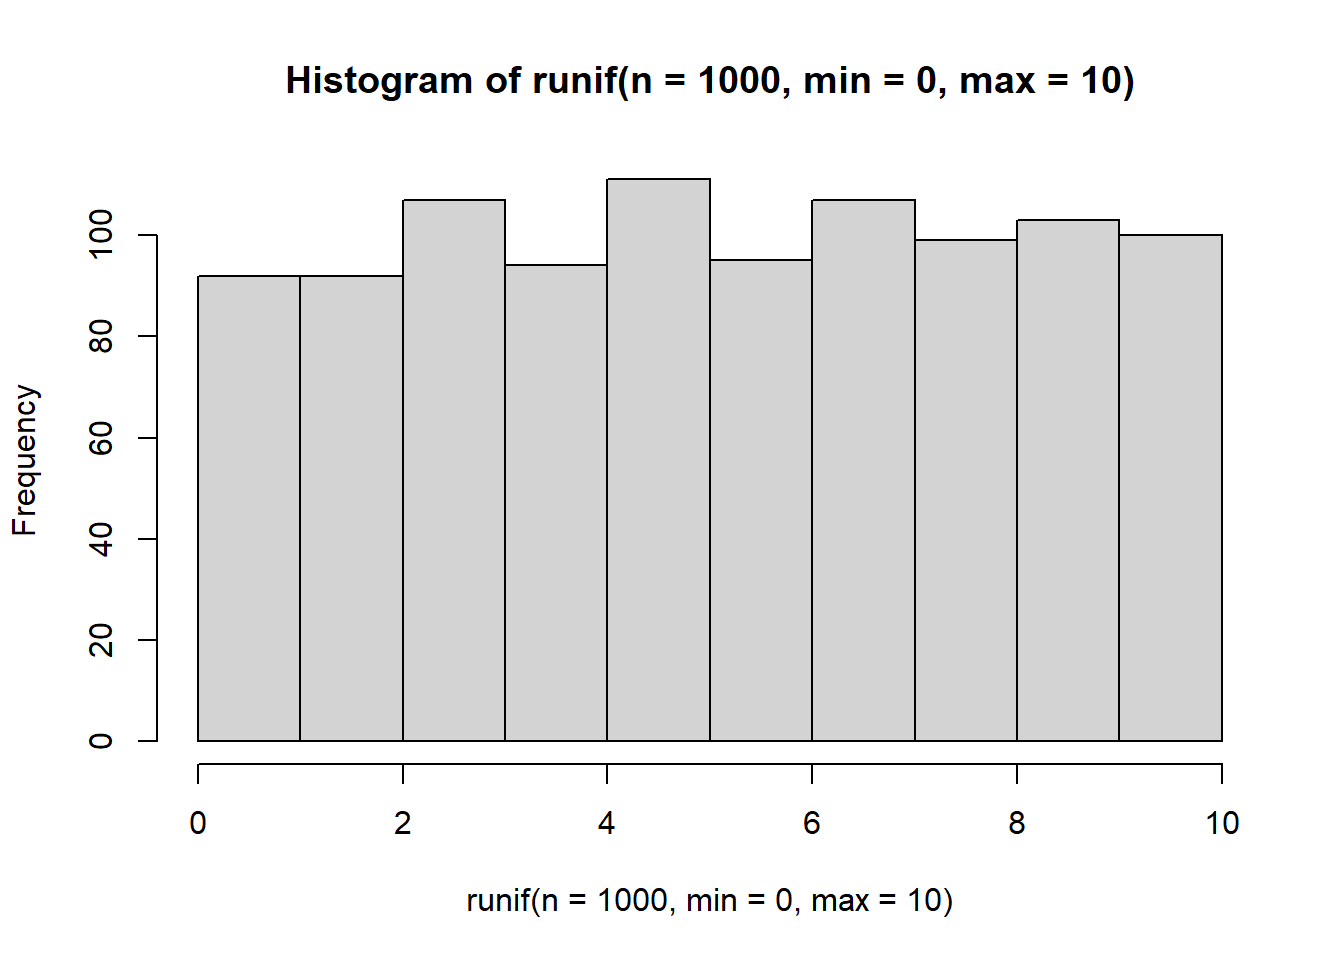 Histogram of runif(n = 1000, min = 0, max = 10)
Frequency
100
80
60
40
20
0
0 2 4 6 8 10
runif(n = 1000, min = 0, max = 10)